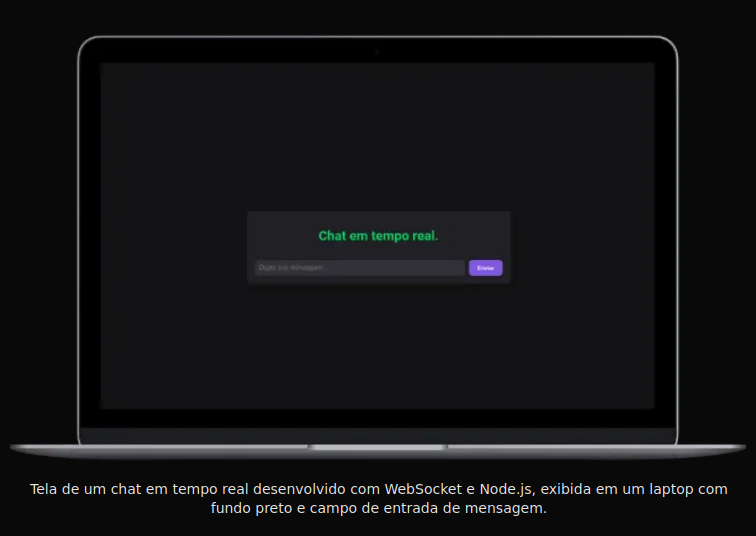 Chat em tempo real.
Digite sua mensagem...
Enviar
Tela de um chat em tempo real desenvolvido com WebSocket e Node.js, exibida em um laptop com
fundo preto e campo de entrada de mensagem.